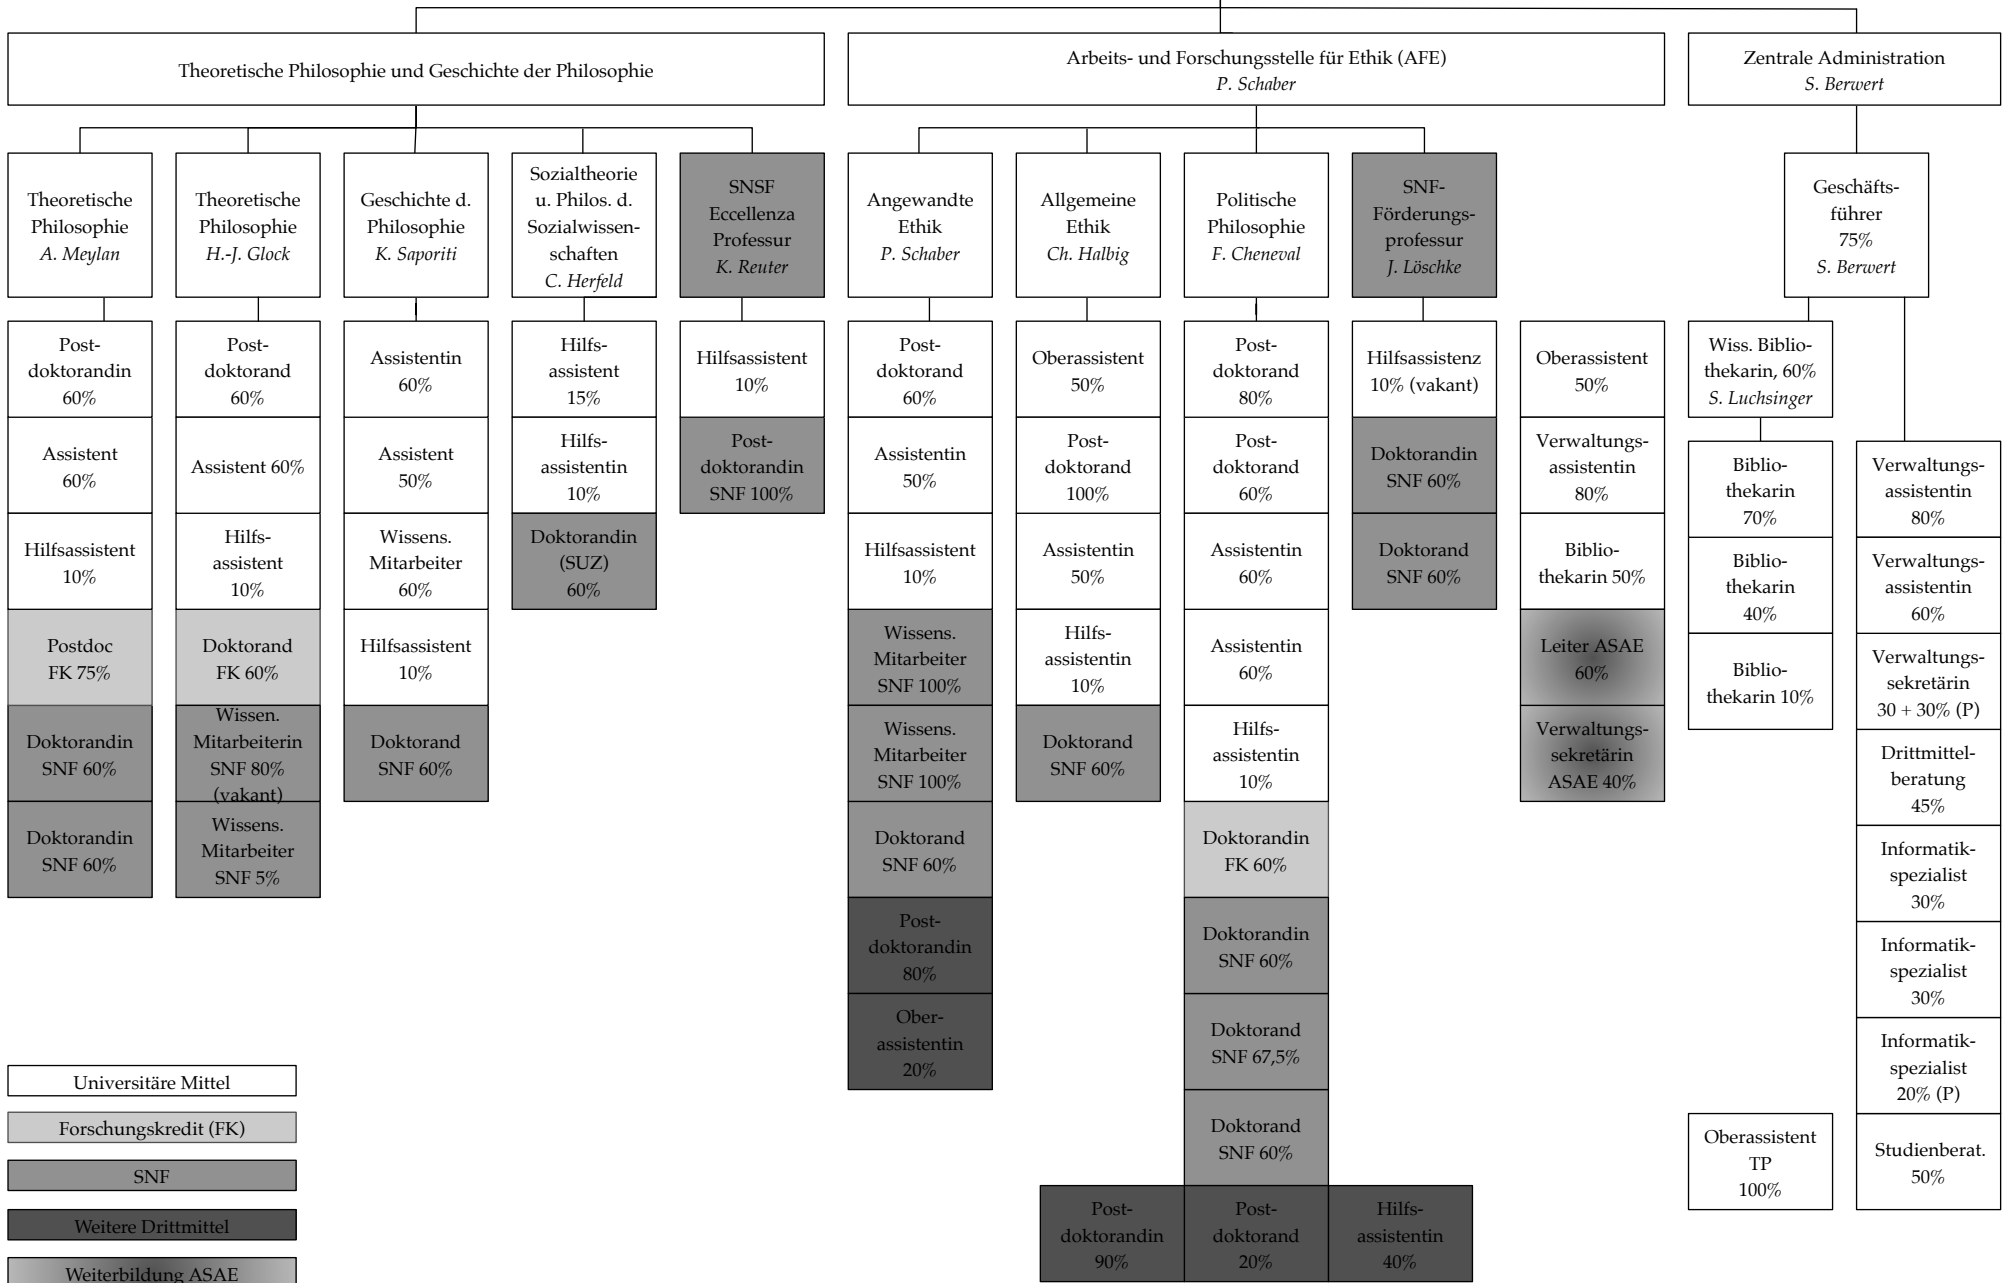 Theoretische Philosophie und Geschichte der Philosophie
Arbeits- und Forschungsstelle für Ethik (AFE)
P. Schaber
Zentrale Administration
S. Berwert
Theoretische
Philosophie
A. Meylan
Theoretische
Philosophie
H.-J. Glock
Geschichte d.
Philosophie
K. Saporiti
Sozialtheorie
u. Philos. d.
Sozialwissen-
schaften
C. Herfeld
SNSF
Eccellenza
Professur
K. Reuter
Angewandte
Ethik
P. Schaber
Allgemeine
Ethik
Ch. Halbig
Politische
Philosophie
F. Cheneval
SNF-
Förderungs-
professur
J. Löschke
Geschäfts-
führer
75%
S. Berwert
Post-
doktorandin
60%
Assistent
60%
Hilfsassistent
10%
Postdoc
FK 75%
Doktorandin
SNF 60%
Doktorandin
SNF 60%
Post-
doktorand
60%
Assistent 60%
Hilfs-
assistent
10%
Doktorand
FK 60%
Wissen.
Mitarbeiterin
SNF 80%
(vakant)
Wissens.
Mitarbeiter
SNF 5%
Assistentin
60%
Assistent
50%
Wissens.
Mitarbeiter
60%
Hilfsassistent
10%
Doktorand
SNF 60%
Hilfs-
assistent
15%
Hilfs-
assistentin
10%
Doktorandin
(SUZ)
60%
Hilfsassistent
10%
Post-
doktorandin
SNF 100%
Post-
doktorand
60%
Assistentin
50%
Hilfsassistent
10%
Wissens.
Mitarbeiter
SNF 100%
Wissens.
Mitarbeiter
SNF 100%
Doktorand
SNF 60%
Post-
doktorandin
80%
Ober-
assistentin
20%
Oberassistent
50%
Post-
doktorand
100%
Assistentin
50%
Hilfs-
assistentin
10%
Doktorand
SNF 60%
Post-
doktorand
80%
Post-
doktorand
60%
Assistentin
60%
Assistentin
60%
Hilfs-
assistentin
10%
Doktorandin
FK 60%
Doktorandin
SNF 60%
Doktorand
SNF 67,5%
Doktorand
SNF 60%
Post-
doktorandin
90%
Post-
doktorand
20%
Hilfs-
assistentin
40%
Hilfsassistenz
10% (vakant)
Doktorandin
SNF 60%
Doktorand
SNF 60%
Oberassistent
50%
Verwaltungs-
assistentin
80%
Biblio-
thekarin 50%
Leiter ASAE
60%
Verwaltungs-
sekretärin
ASAE 40%
Wiss. Biblio-
thekarin, 60%
S. Luchsinger
Biblio-
thekarin
70%
Biblio-
thekarin
40%
Biblio-
thekarin 10%
Oberassistent
TP
100%
Verwaltungs-
assistentin
80%
Verwaltungs-
assistentin
60%
Verwaltungs-
sekretärin
30 + 30% (P)
Drittmittel-
beratung
45%
Informatik-
spezialist
30%
Informatik-
spezialist
30%
Informatik-
spezialist
20% (P)
Studienberat.
50%
Universitäre Mittel
Forschungskredit (FK)
SNF
Weitere Drittmittel
Weiterbildung ASAE